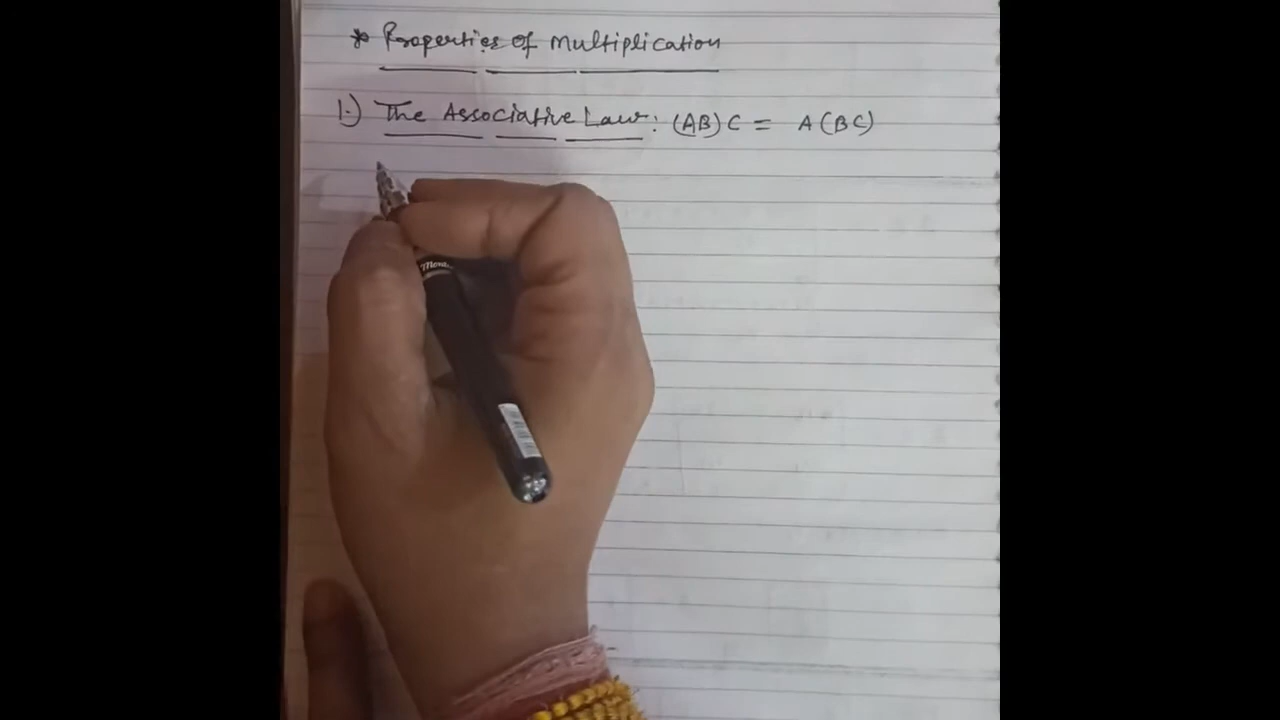 * Properties of Multiplication
1.) The Associative Law: (AB) C = A (BC)